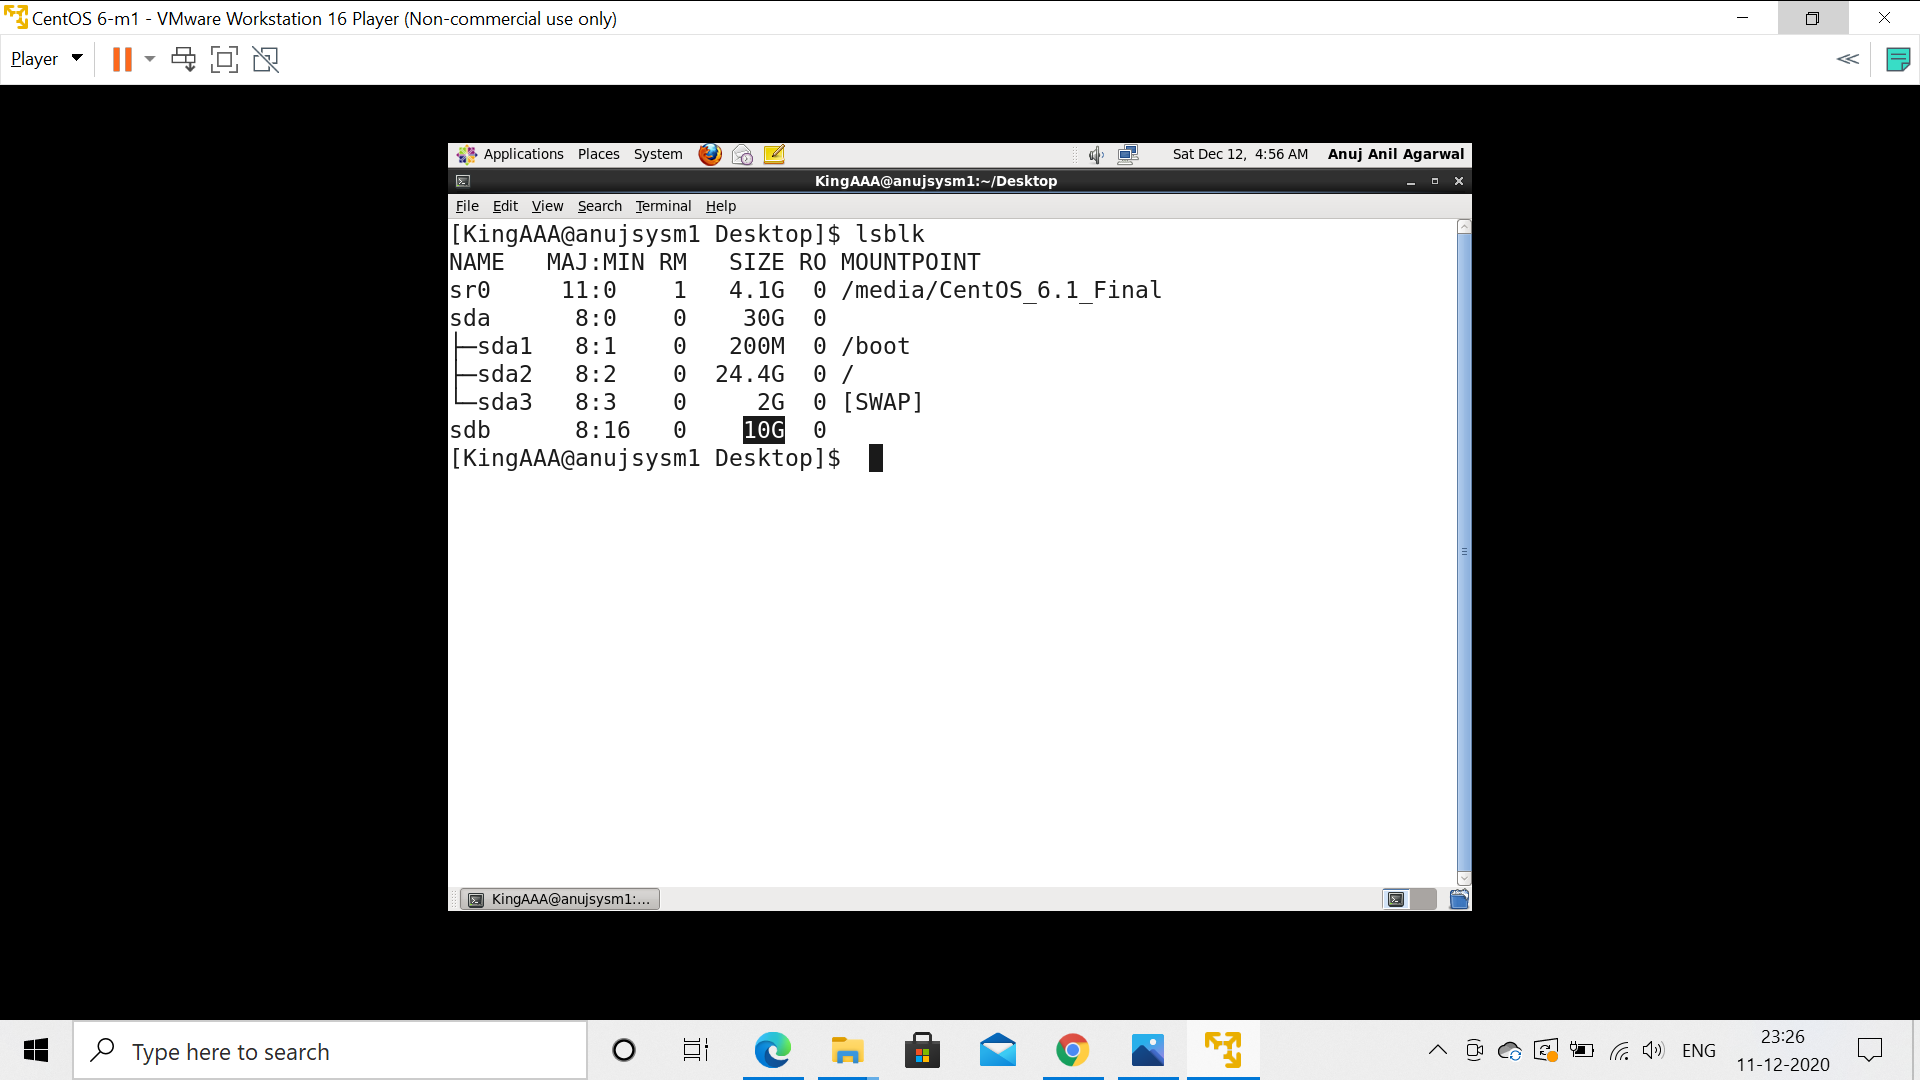 CentOS 6-m1 - VMware Workstation 16 Player (Non-commercial use only)
Player
Applications Places System Sat Dec 12, 4:56 AM Anuj Anil Agarwal
KingAAA@anujsysm1:~/Desktop
File Edit View Search Terminal Help
[KingAAA@anujsysm1 Desktop]$ lsblk
NAME   MAJ:MIN RM   SIZE RO MOUNTPOINT
sr0     11:0    1   4.1G  0 /media/CentOS_6.1_Final
sda      8:0    0    30G  0
├─sda1   8:1    0   200M  0 /boot
├─sda2   8:2    0  24.4G  0 /
└─sda3   8:3    0     2G  0 [SWAP]
sdb      8:16   0    10G  0
[KingAAA@anujsysm1 Desktop]$
KingAAA@anujsysm1:...
Type here to search
ENG
23:26
11-12-2020